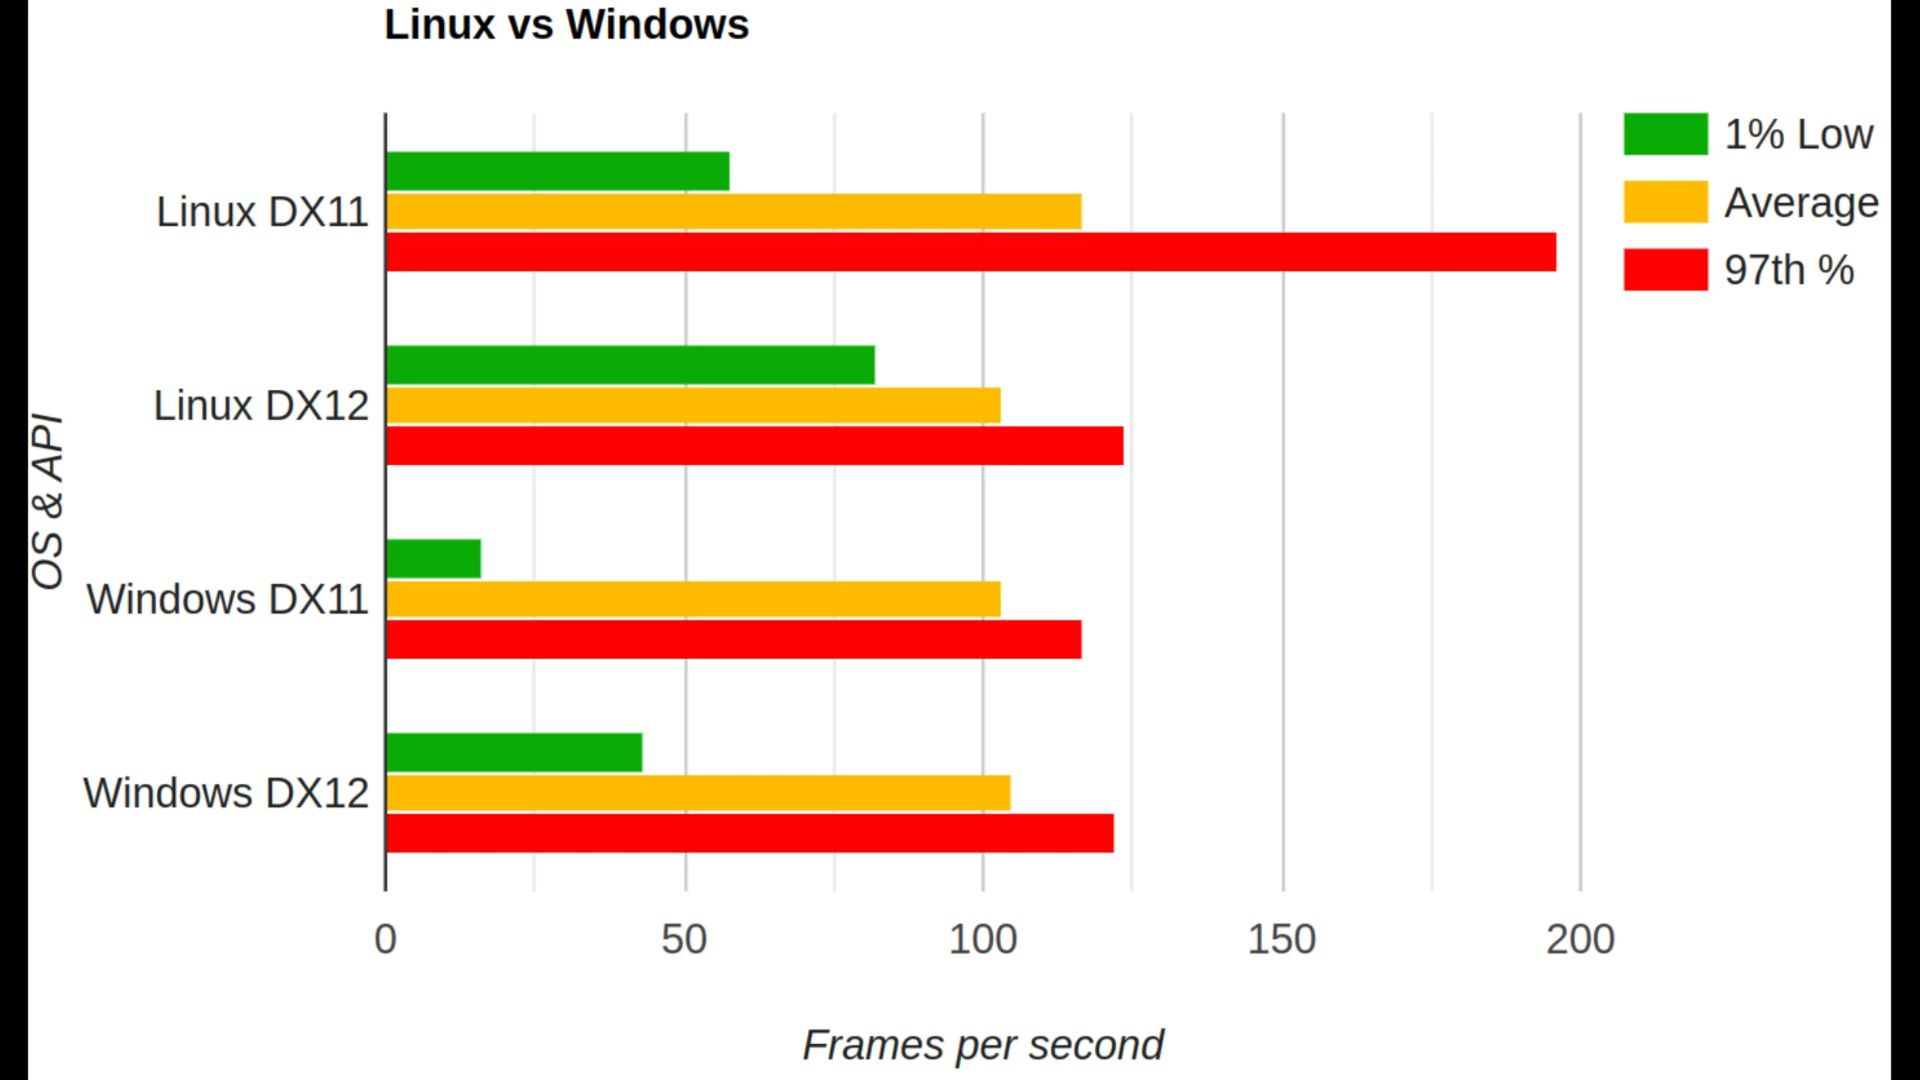 Linux vs Windows
1% Low
Average
97th %
Linux DX11
Linux DX12
Windows DX11
Windows DX12
OS & API
0 50 100 150 200
Frames per second